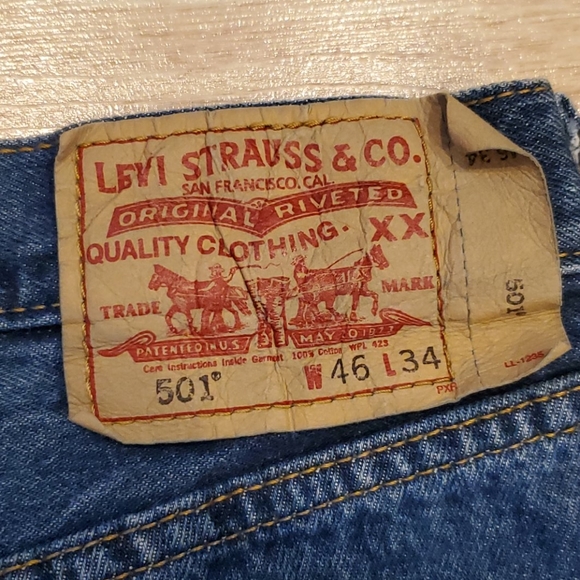 LEVI STRAUSS & CO.
SAN FRANCISCO, CAL.
ORIGINAL RIVETED
QUALITY CLOTHING. XX
TRADE MARK
PATENTED IN U.S. MAY 20 1873
Care Instructions Inside Garment 100% Cotton WPL 423
501® W 46 L 34
34
501